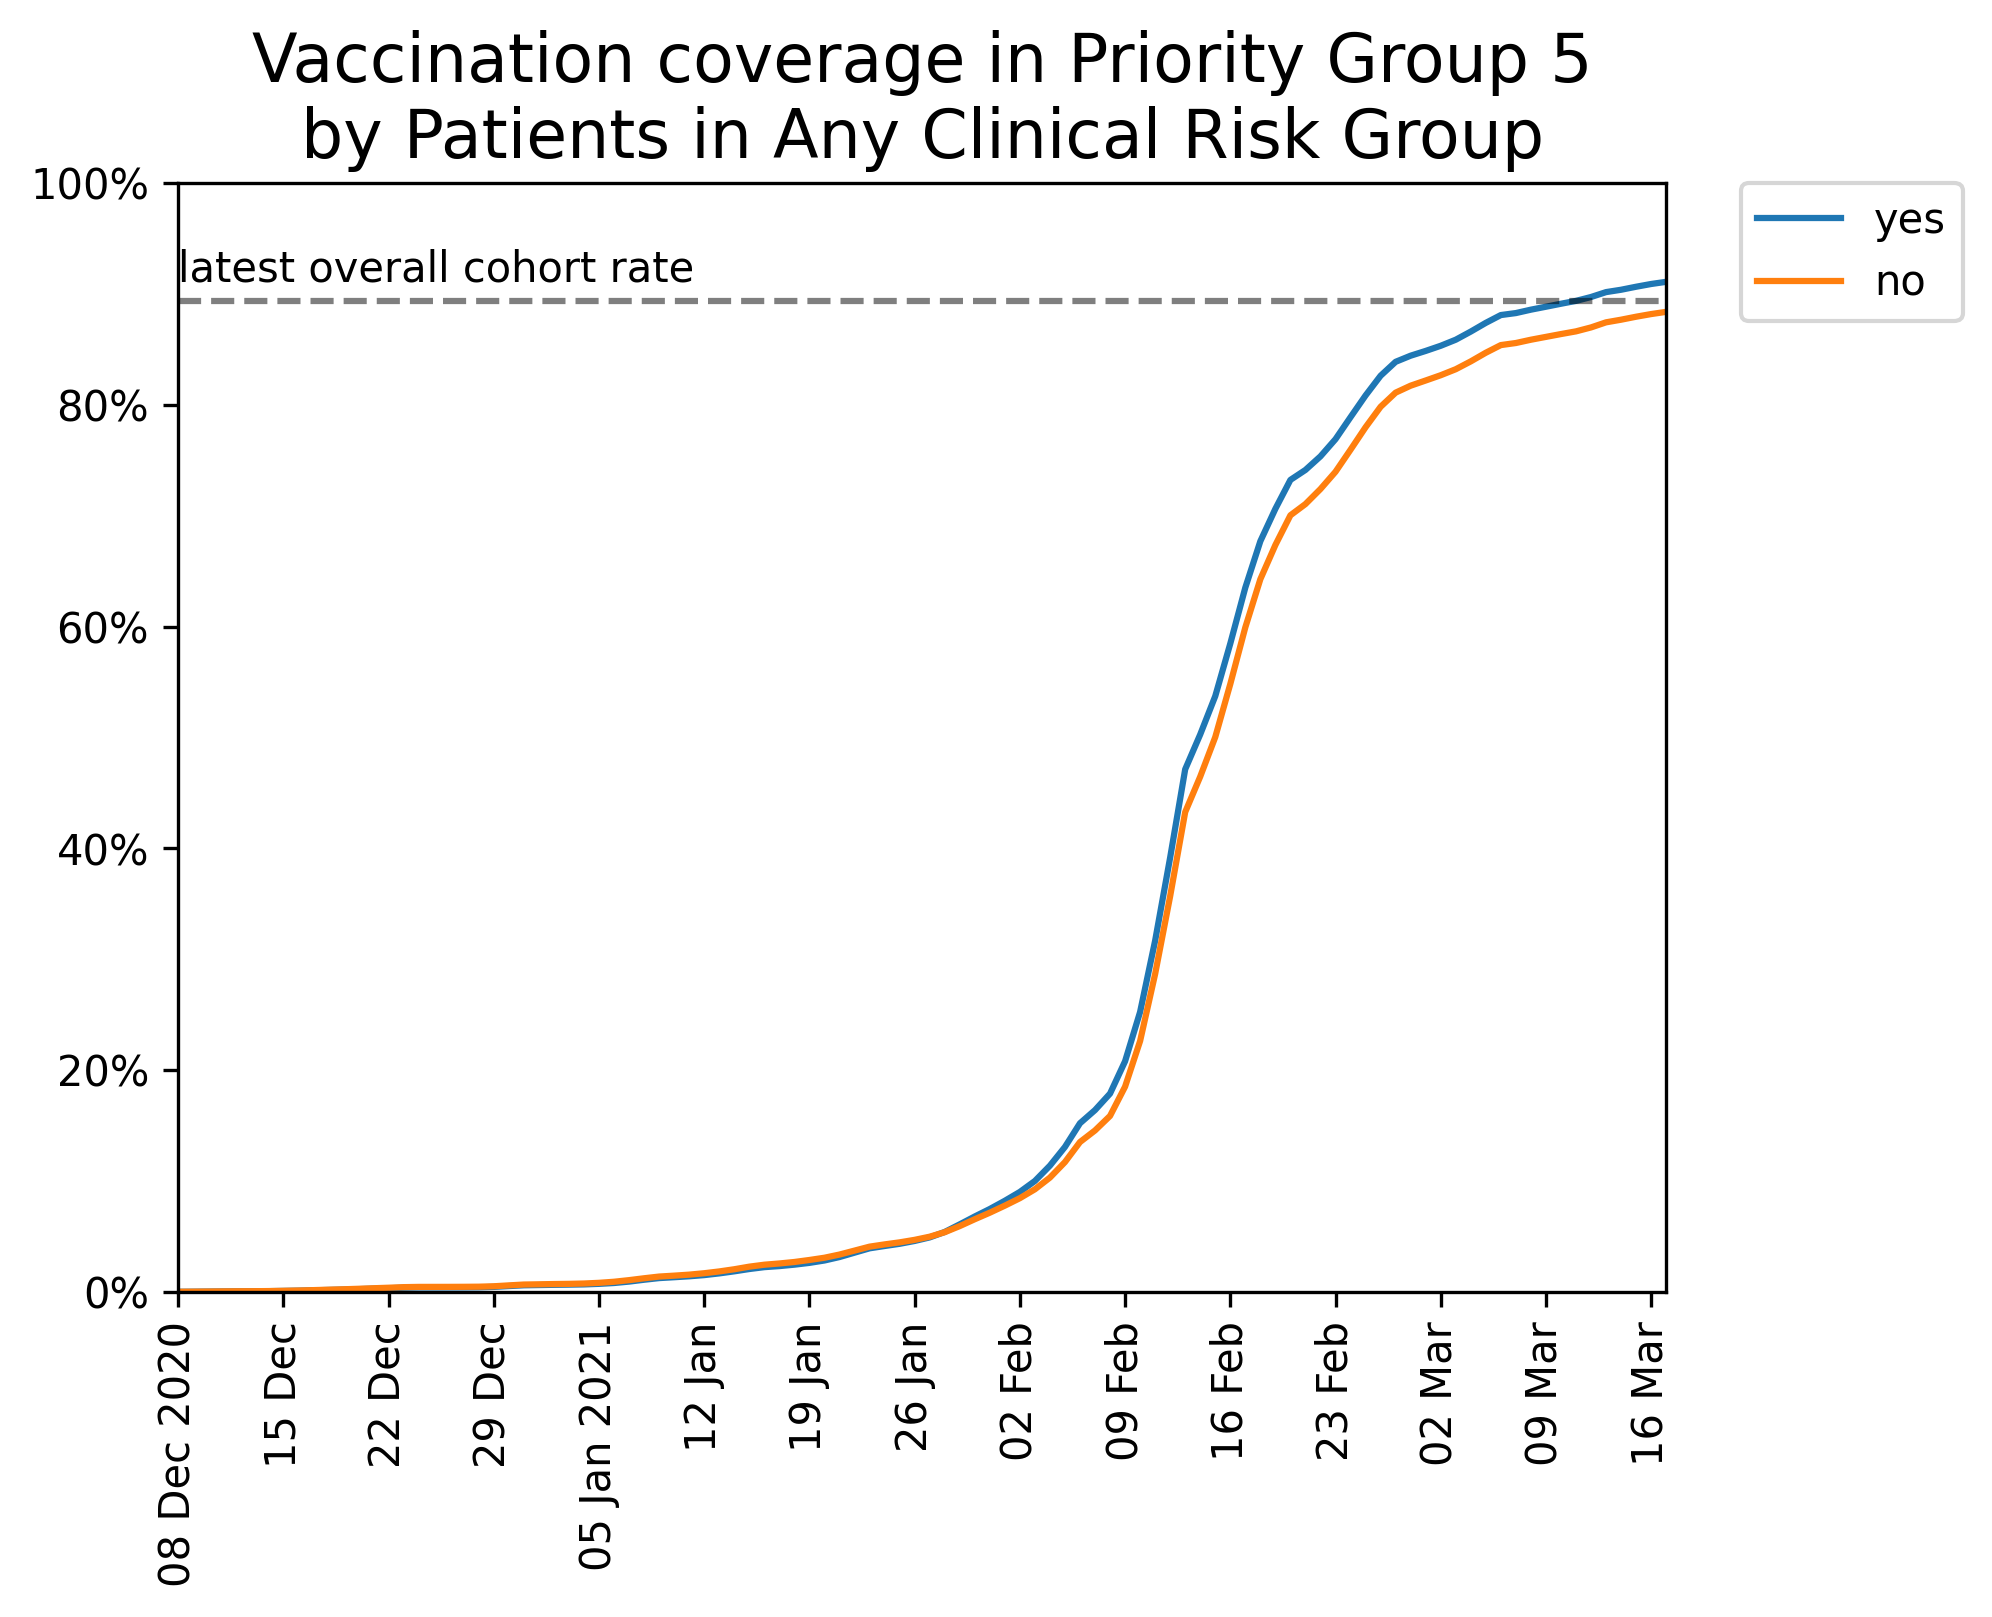 Vaccination coverage in Priority Group 5
by Patients in Any Clinical Risk Group
100%
80%
60%
40%
20%
0%
latest overall cohort rate
yes
no
08 Dec 2020
15 Dec
22 Dec
29 Dec
05 Jan 2021
12 Jan
19 Jan
26 Jan
02 Feb
09 Feb
16 Feb
23 Feb
02 Mar
09 Mar
16 Mar